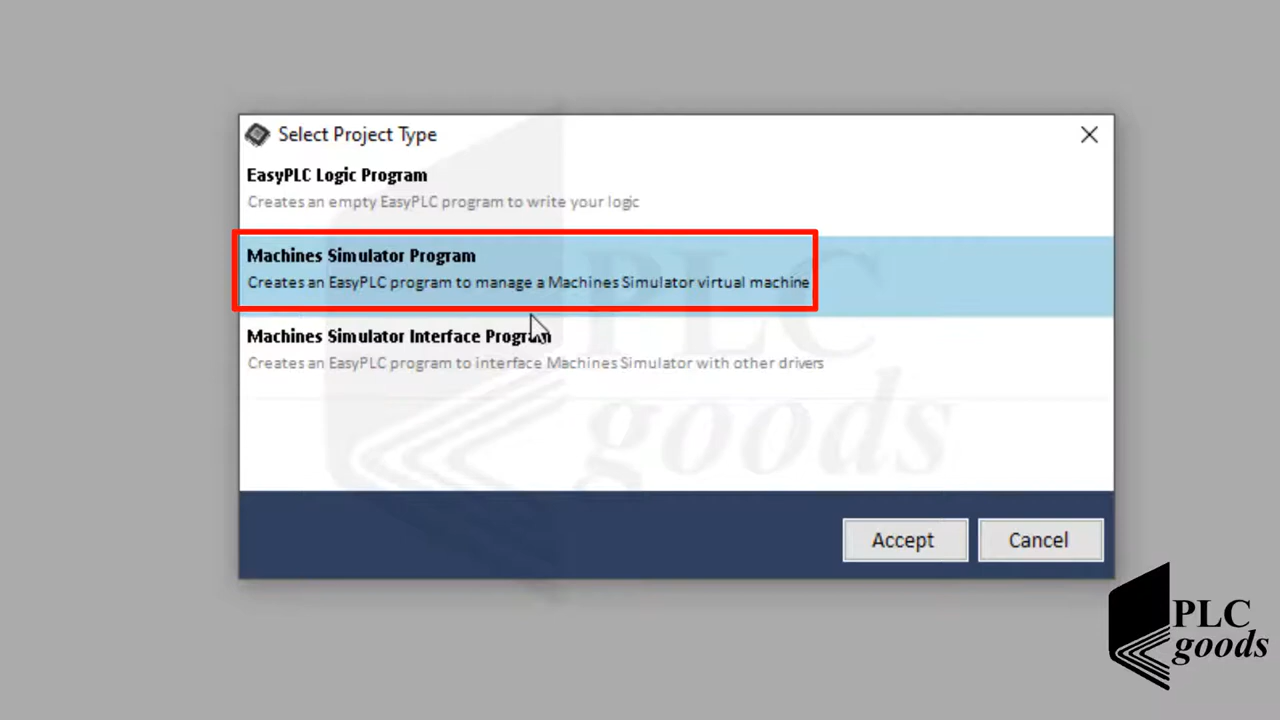 Select Project Type
EasyPLC Logic Program
Creates an empty EasyPLC program to write your logic
Machines Simulator Program
Creates an EasyPLC program to manage a Machines Simulator virtual machine
Machines Simulator Interface Program
Creates an EasyPLC program to interface Machines Simulator with other drivers
PLC
goods
Accept
Cancel
PLC
goods